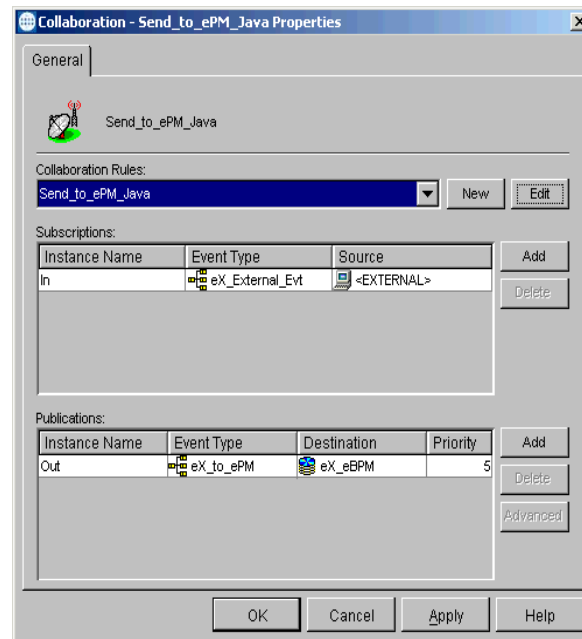 Collaboration - Send_to_ePM_Java Properties
General
Send_to_ePM_Java
Collaboration Rules:
Send_to_ePM_Java New Edit
Subscriptions:
Instance Name Event Type Source Add
In eX_External_Evt <EXTERNAL>
Delete
Publications:
Instance Name Event Type Destination Priority Add
Out eX_to_ePM eX_eBPM 5
Delete
Advanced
OK Cancel Apply Help